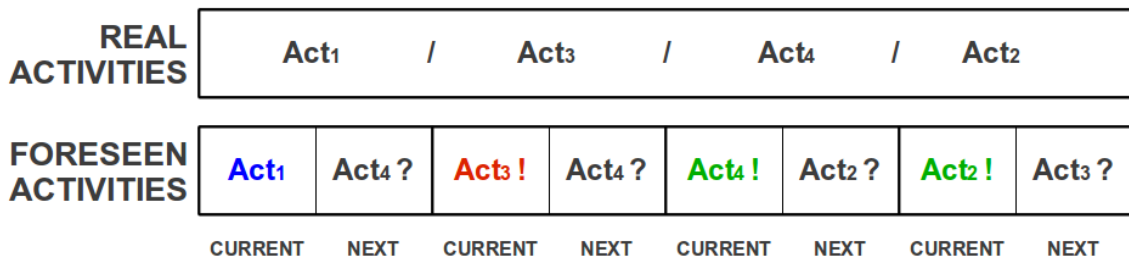 REAL
ACTIVITIES
Act1 / Act3 / Act4 / Act2
FORESEEN
ACTIVITIES
Act1 Act4 ? Act3 ! Act4 ? Act4 ! Act2 ? Act2 ! Act3 ?
CURRENT NEXT CURRENT NEXT CURRENT NEXT CURRENT NEXT